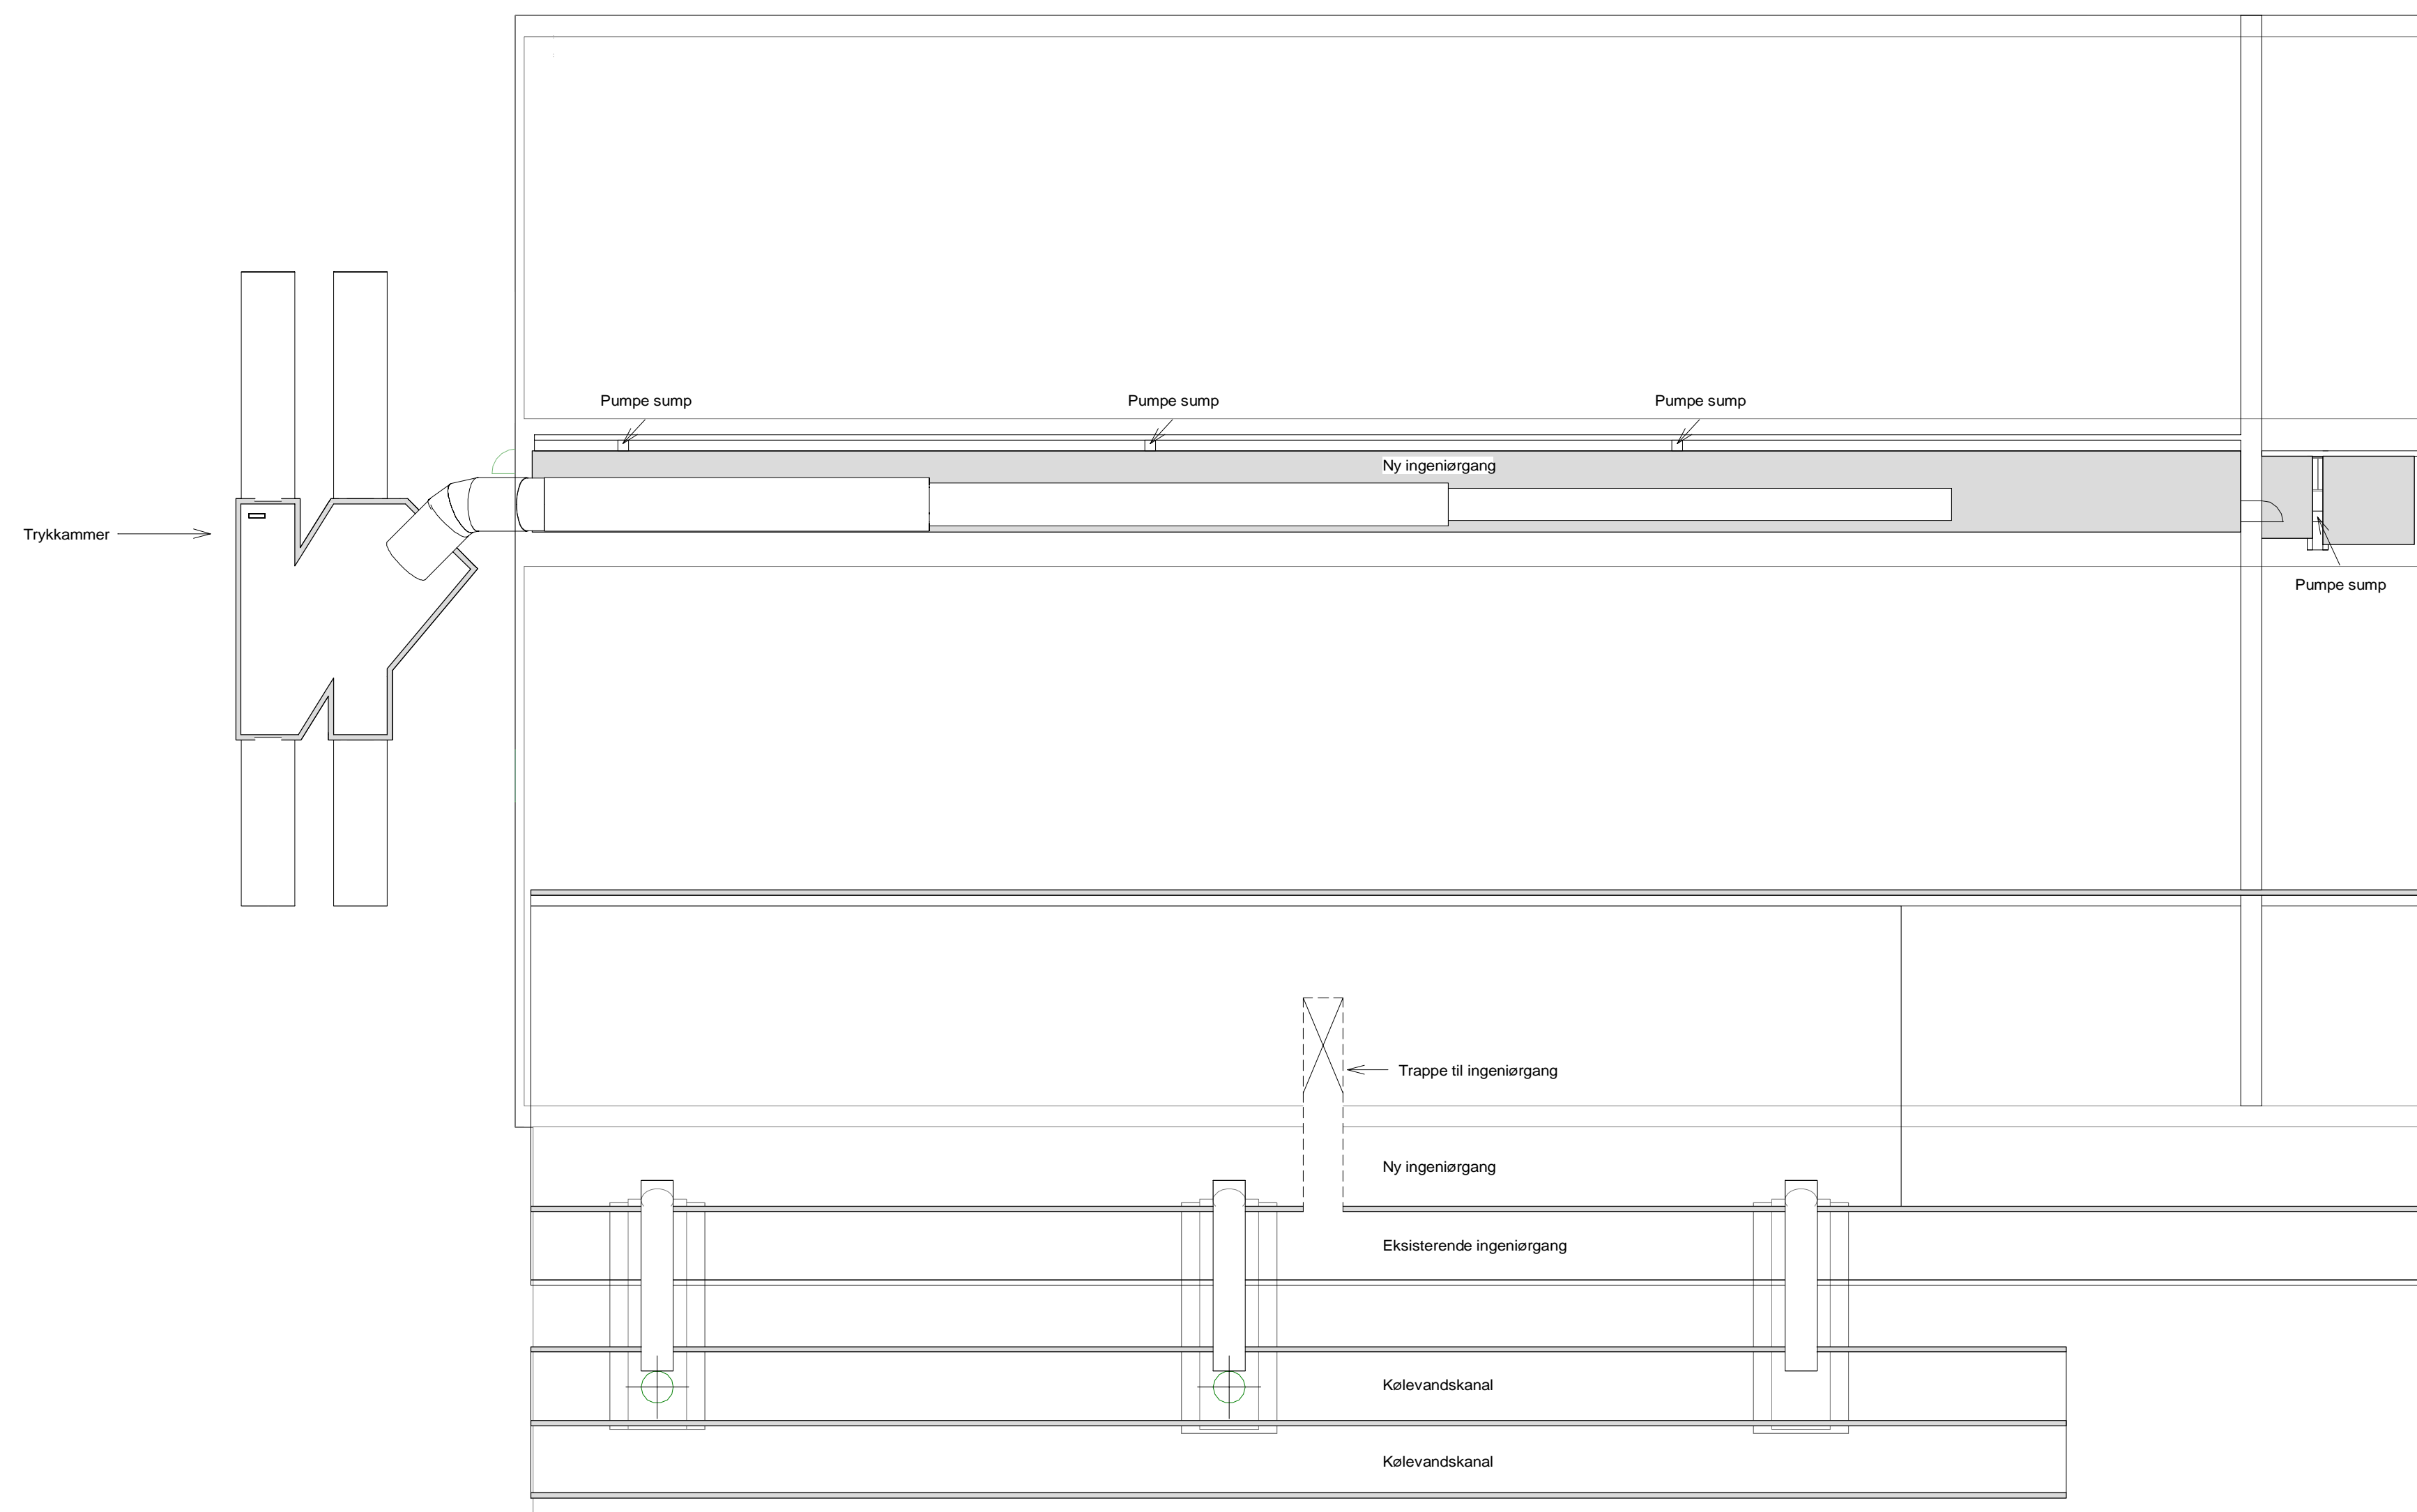 Pumpe sump
Pumpe sump
Pumpe sump
Ny ingeniørgang
Trykkammer
Pumpe sump
Trappe til ingeniørgang
Ny ingeniørgang
Eksisterende ingeniørgang
Kølevandskanal
Kølevandskanal